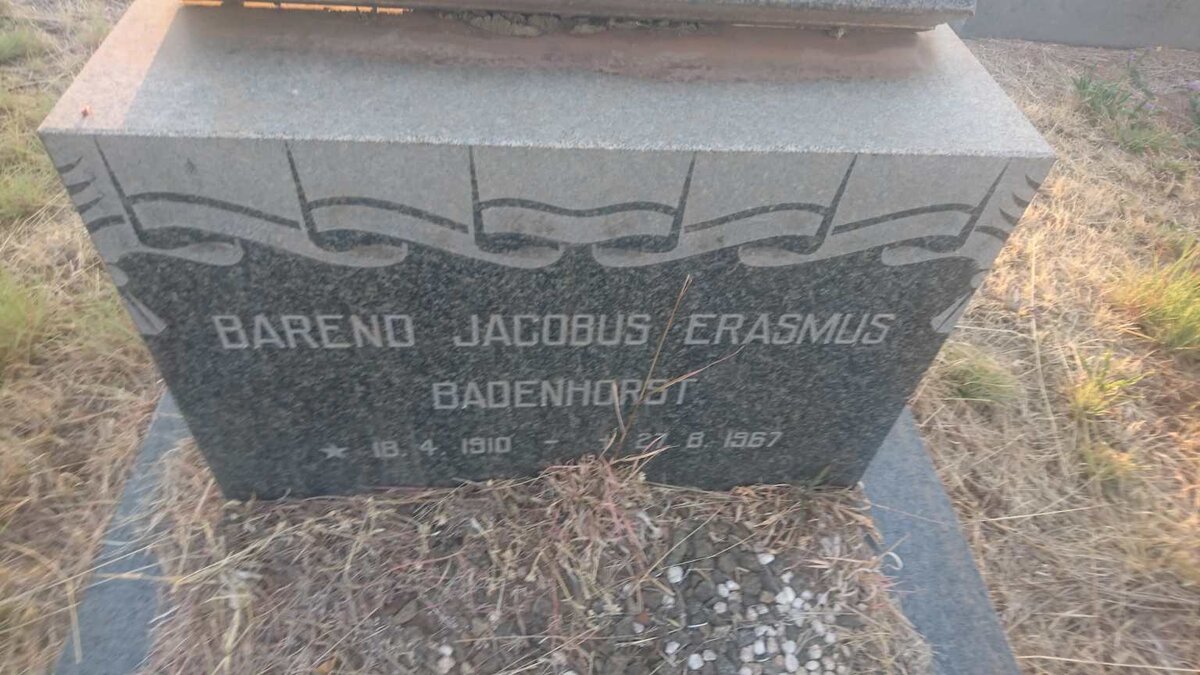 BAREND JACOBUS ERASMUS
BADENHORST
★ 18. 4. 1910 - + 27. 8. 1967